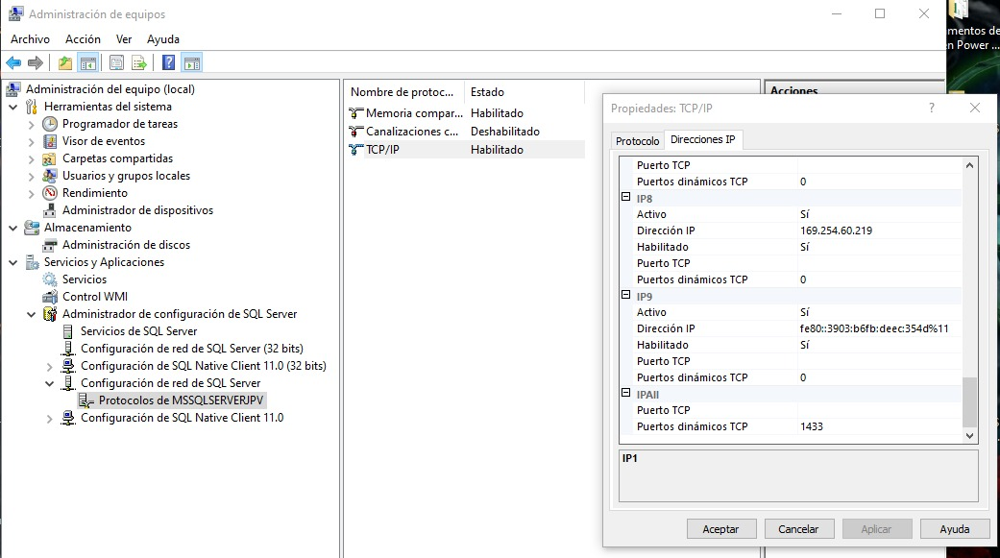 Administración de equipos
Archivo Acción Ver Ayuda
Administración del equipo (local)
Herramientas del sistema
Programador de tareas
Visor de eventos
Carpetas compartidas
Usuarios y grupos locales
Rendimiento
Administrador de dispositivos
Almacenamiento
Administración de discos
Servicios y Aplicaciones
Servicios
Control WMI
Administrador de configuración de SQL Server
Servicios de SQL Server
Configuración de red de SQL Server (32 bits)
Configuración de SQL Native Client 11.0 (32 bits)
Configuración de red de SQL Server
Protocolos de MSSQLSERVERJPV
Configuración de SQL Native Client 11.0
Nombre de protoc... Estado
Memoria compar... Habilitado
Canalizaciones c... Deshabilitado
TCP/IP Habilitado
Acciones
Propiedades: TCP/IP
Protocolo Direcciones IP
Puerto TCP
Puertos dinámicos TCP 0
IP8
Activo Sí
Dirección IP 169.254.60.219
Habilitado Sí
Puerto TCP
Puertos dinámicos TCP 0
IP9
Activo Sí
Dirección IP fe80::3903:b6fb:deec:354d%11
Habilitado Sí
Puerto TCP
Puertos dinámicos TCP 0
IPAll
Puerto TCP
Puertos dinámicos TCP 1433
IP1
Aceptar Cancelar Aplicar Ayuda
mentos de
en Power ...